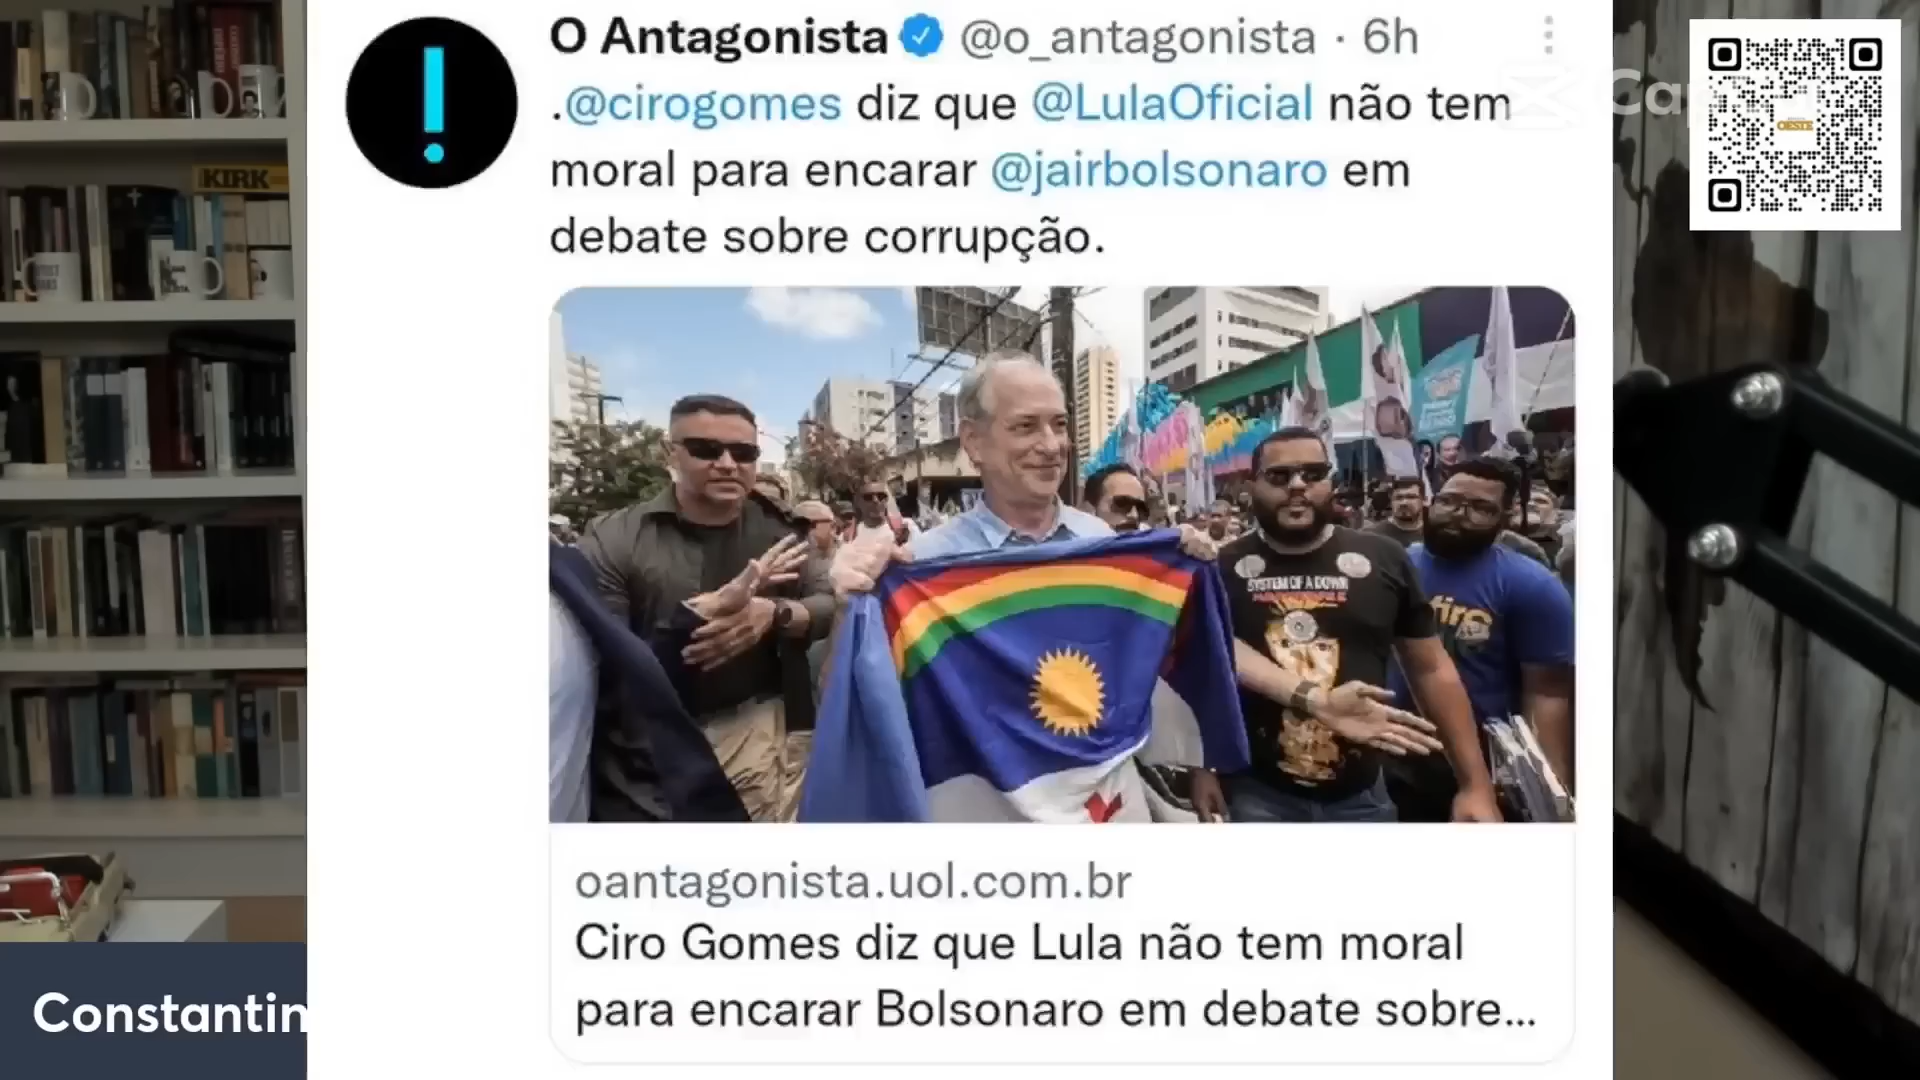 O Antagonista @o_antagonista · 6h
.@cirogomes diz que @LulaOficial não tem
moral para encarar @jairbolsonaro em
debate sobre corrupção.
KIRK
OESTE
Cap
SYSTEM OF A DOWN
oantagonista.uol.com.br
Ciro Gomes diz que Lula não tem moral
para encarar Bolsonaro em debate sobre...
Constantin